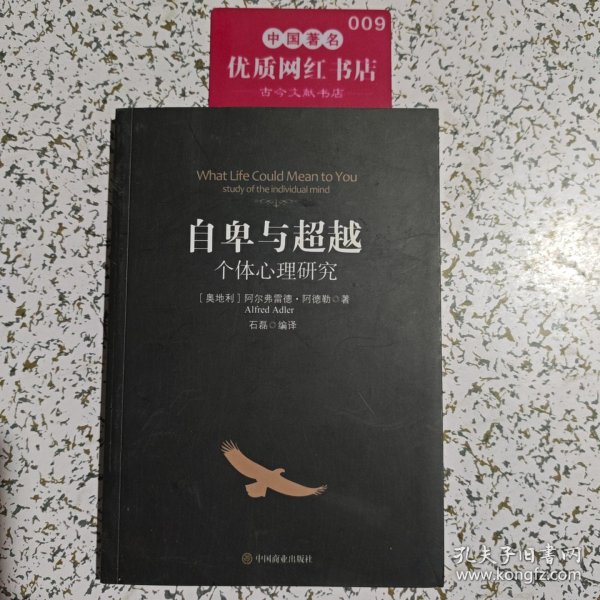 009
中国著名
优质网红书店
古今文献书店
What Life Could Mean to You
study of the individual mind
自卑与超越
个体心理研究
[奥地利]阿尔弗雷德·阿德勒◎著
Alfred Adler
石磊◎编译
中国商业出版社
孔夫子旧书网
www.kongfz.com